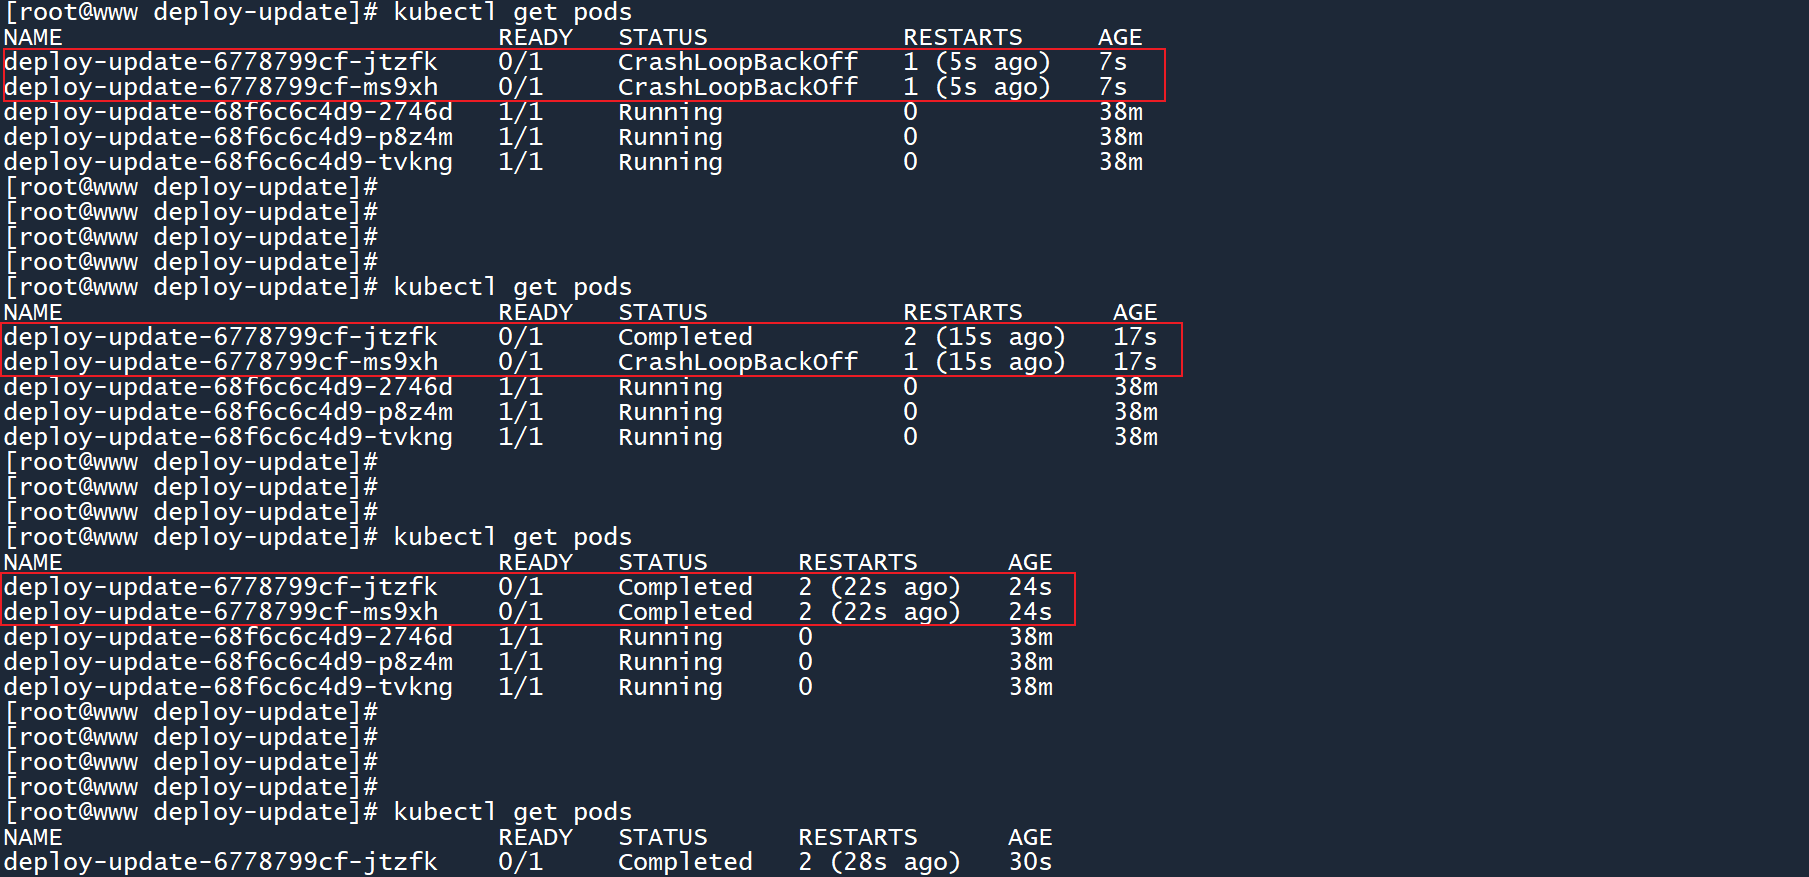 [root@www deploy-update]# kubectl get pods
NAME READY STATUS RESTARTS AGE
deploy-update-6778799cf-jtzfk 0/1 CrashLoopBackOff 1 (5s ago) 7s
deploy-update-6778799cf-ms9xh 0/1 CrashLoopBackOff 1 (5s ago) 7s
deploy-update-68f6c6c4d9-2746d 1/1 Running 0 38m
deploy-update-68f6c6c4d9-p8z4m 1/1 Running 0 38m
deploy-update-68f6c6c4d9-tvkng 1/1 Running 0 38m
[root@www deploy-update]#
[root@www deploy-update]#
[root@www deploy-update]#
[root@www deploy-update]#
[root@www deploy-update]# kubectl get pods
NAME READY STATUS RESTARTS AGE
deploy-update-6778799cf-jtzfk 0/1 Completed 2 (15s ago) 17s
deploy-update-6778799cf-ms9xh 0/1 CrashLoopBackOff 1 (15s ago) 17s
deploy-update-68f6c6c4d9-2746d 1/1 Running 0 38m
deploy-update-68f6c6c4d9-p8z4m 1/1 Running 0 38m
deploy-update-68f6c6c4d9-tvkng 1/1 Running 0 38m
[root@www deploy-update]#
[root@www deploy-update]#
[root@www deploy-update]#
[root@www deploy-update]# kubectl get pods
NAME READY STATUS RESTARTS AGE
deploy-update-6778799cf-jtzfk 0/1 Completed 2 (22s ago) 24s
deploy-update-6778799cf-ms9xh 0/1 Completed 2 (22s ago) 24s
deploy-update-68f6c6c4d9-2746d 1/1 Running 0 38m
deploy-update-68f6c6c4d9-p8z4m 1/1 Running 0 38m
deploy-update-68f6c6c4d9-tvkng 1/1 Running 0 38m
[root@www deploy-update]#
[root@www deploy-update]#
[root@www deploy-update]#
[root@www deploy-update]#
[root@www deploy-update]# kubectl get pods
NAME READY STATUS RESTARTS AGE
deploy-update-6778799cf-jtzfk 0/1 Completed 2 (28s ago) 30s